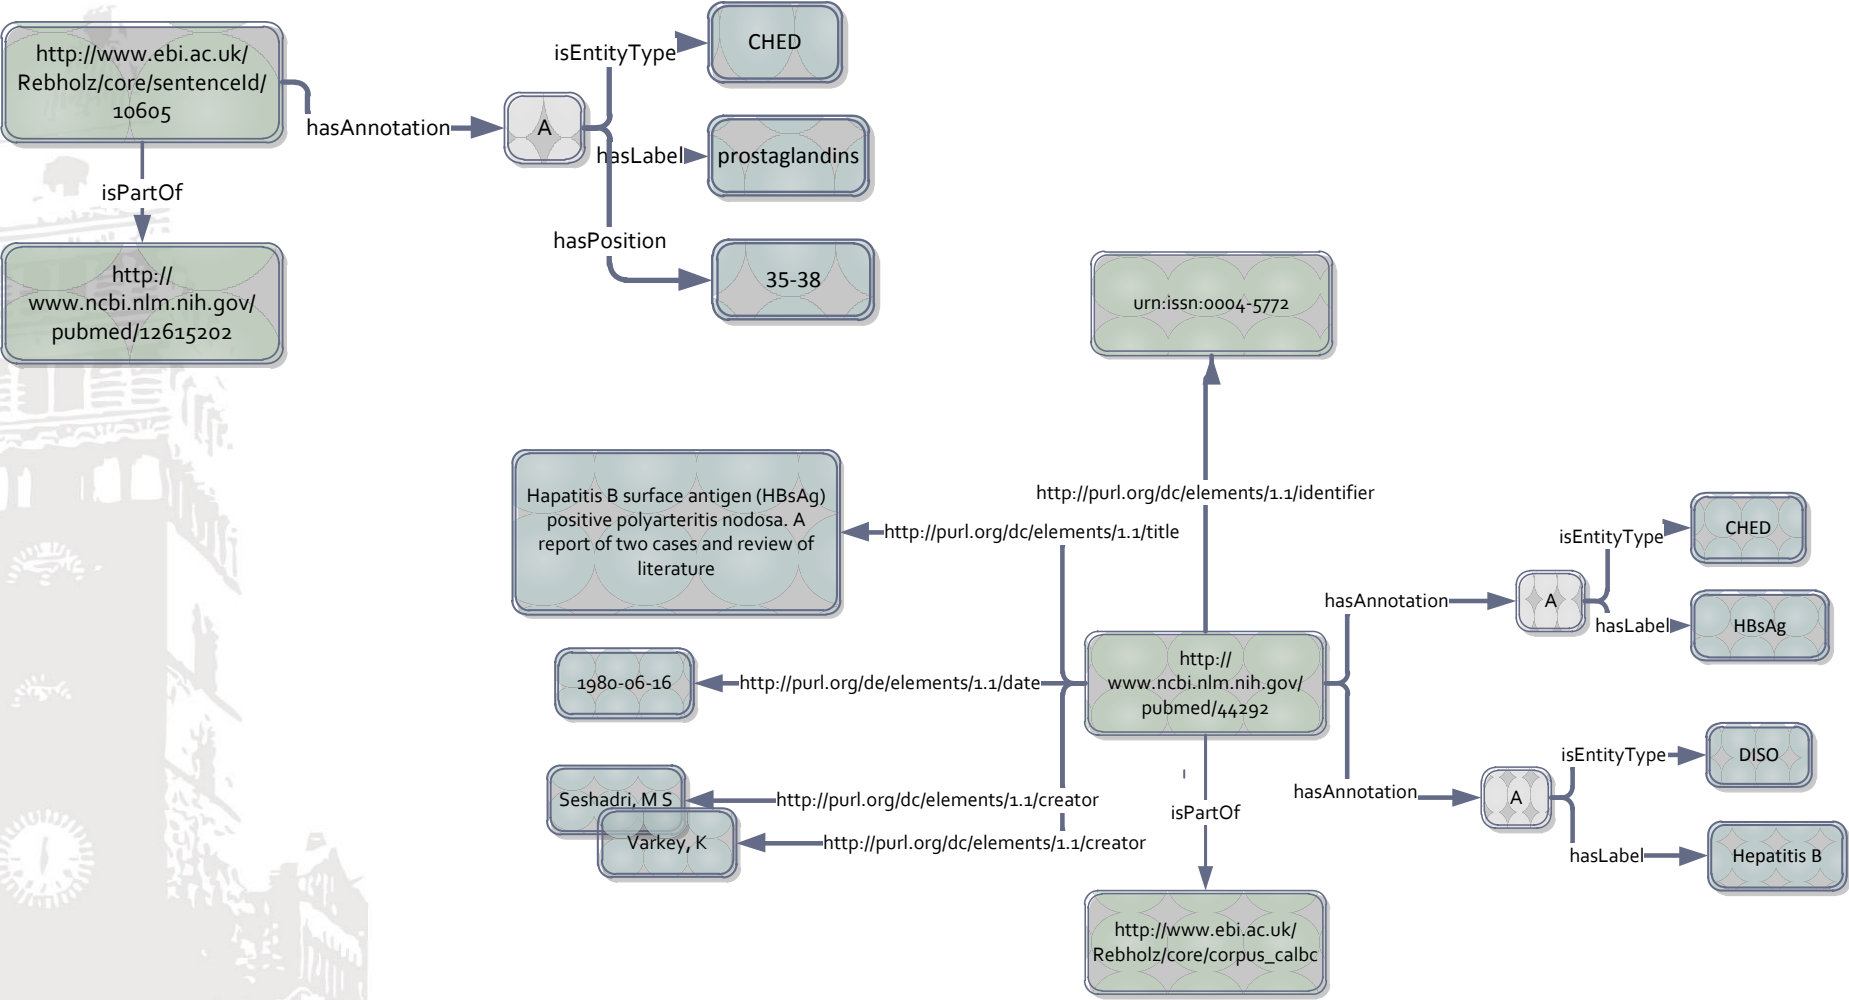 http://www.ebi.ac.uk/
Rebholz/core/sentenceId/
10605
hasAnnotation
A
isEntityType
CHED
hasLabel
prostaglandins
hasPosition
35-38
isPartOf
http://
www.ncbi.nlm.nih.gov/
pubmed/12615202
urn:issn:0004-5772
http://purl.org/dc/elements/1.1/identifier
Hapatitis B surface antigen (HBsAg)
positive polyarteritis nodosa. A
report of two cases and review of
literature
http://purl.org/dc/elements/1.1/title
1980-06-16
http://purl.org/de/elements/1.1/date
http://
www.ncbi.nlm.nih.gov/
pubmed/44292
Seshadri, M S
http://purl.org/dc/elements/1.1/creator
Varkey, K
http://purl.org/dc/elements/1.1/creator
isPartOf
http://www.ebi.ac.uk/
Rebholz/core/corpus_calbc
hasAnnotation
A
isEntityType
CHED
hasLabel
HBsAg
hasAnnotation
A
isEntityType
DISO
hasLabel
Hepatitis B